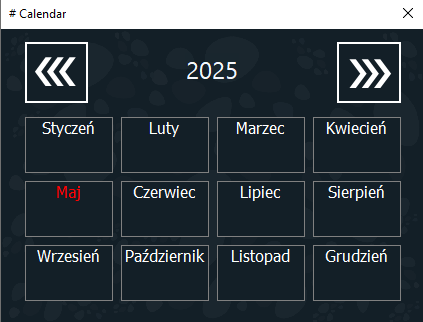 # Calendar
2025
Styczeń Luty Marzec Kwiecień
Maj Czerwiec Lipiec Sierpień
Wrzesień Październik Listopad Grudzień